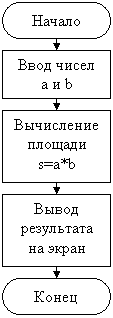 Начало
Ввод чисел
a и b
Вычисление
площади
s=a*b
Вывод
результата
на экран
Конец